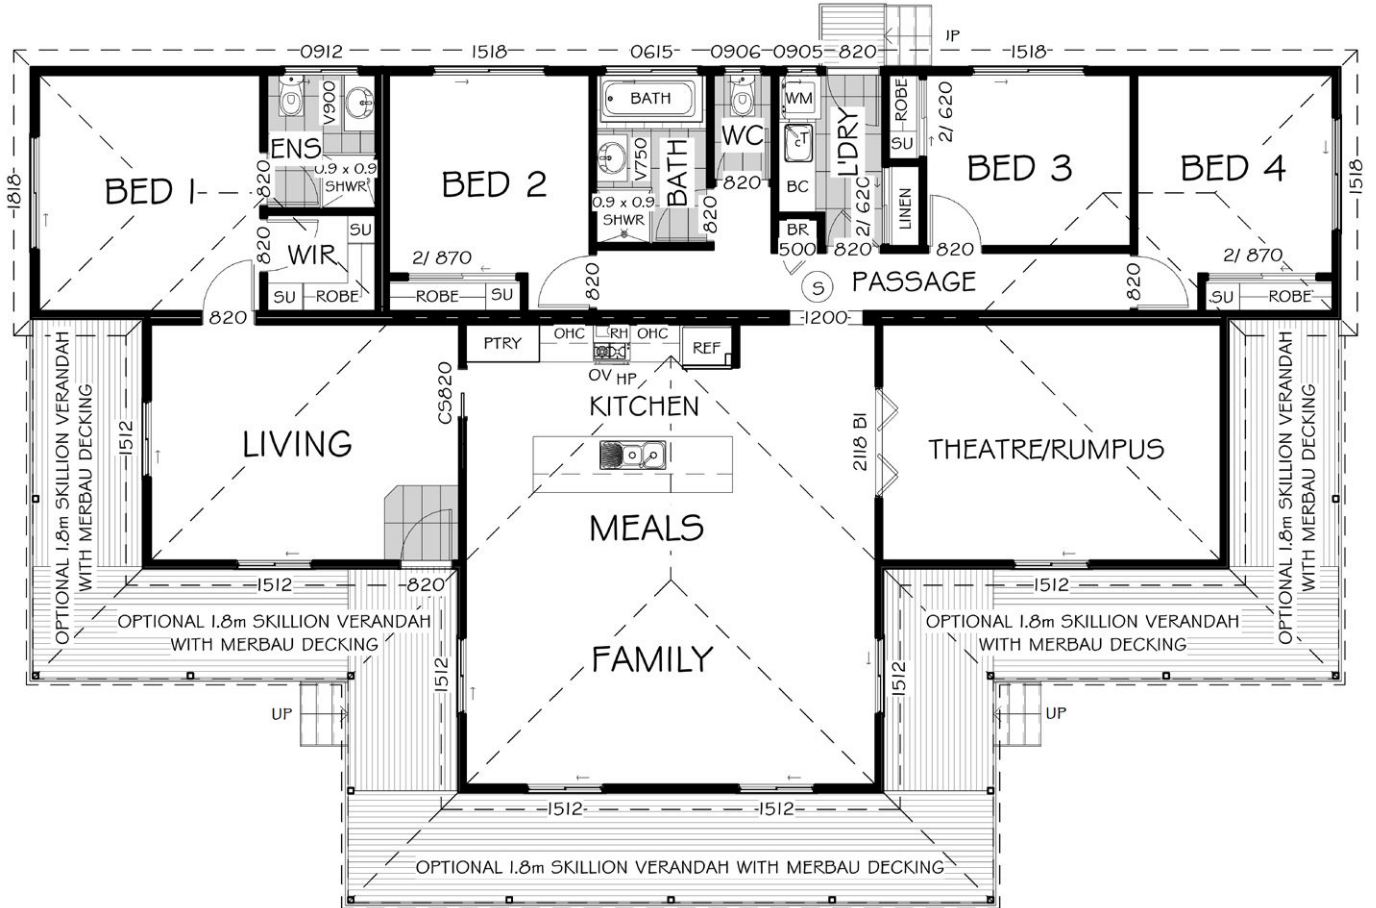 UP
0912
1518
0615
0906
0905
820
1518
1818
BED 1
ENS
V900
0.9 x 0.9
SHWR
820
820
WIR
SU
SU
ROBE
820
BED 2
2/ 870
ROBE
SU
820
BATH
V750
BATH
0.9 x 0.9
SHWR
820
WC
820
WM
cT
BC
BR
500
L'DRY
2/ 620
820
LINEN
ROBE
SU
2/ 620
BED 3
820
BED 4
1518
2/ 870
SU
ROBE
820
S
PASSAGE
1200
PTRY
OHC
RH
OHC
REF
OV
HP
KITCHEN
CS820
LIVING
1512
1512
820
MEALS
FAMILY
2118 BI
THEATRE/RUMPUS
1512
1512
1512
1512
1512
OPTIONAL 1.8m SKILLION VERANDAH
WITH MERBAU DECKING
OPTIONAL 1.8m SKILLION VERANDAH
WITH MERBAU DECKING
OPTIONAL 1.8m SKILLION VERANDAH
WITH MERBAU DECKING
OPTIONAL 1.8m SKILLION VERANDAH
WITH MERBAU DECKING
UP
UP
OPTIONAL 1.8m SKILLION VERANDAH WITH MERBAU DECKING